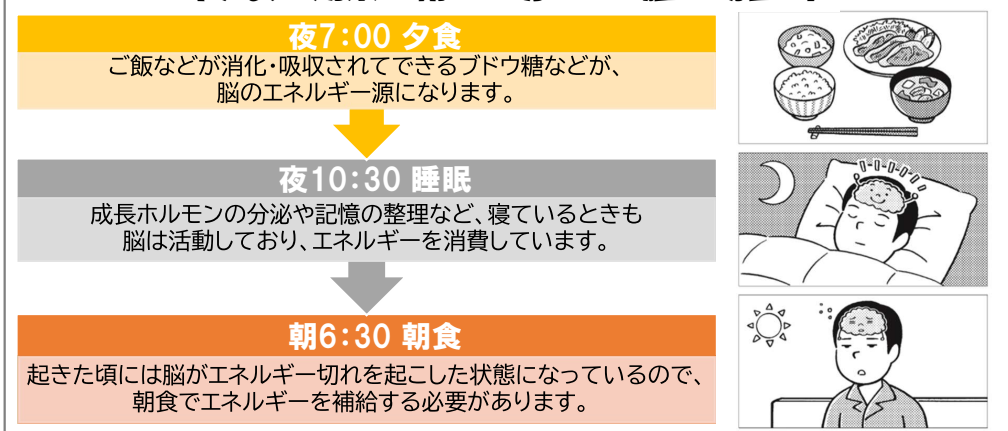 夜7：00 夕食
ご飯などが消化・吸収されてできるブドウ糖などが、
脳のエネルギー源になります。
夜10：30 睡眠
成長ホルモンの分泌や記憶の整理など、寝ているときも
脳は活動しており、エネルギーを消費しています。
朝6：30 朝食
起きた頃には脳がエネルギー切れを起こした状態になっているので、
朝食でエネルギーを補給する必要があります。